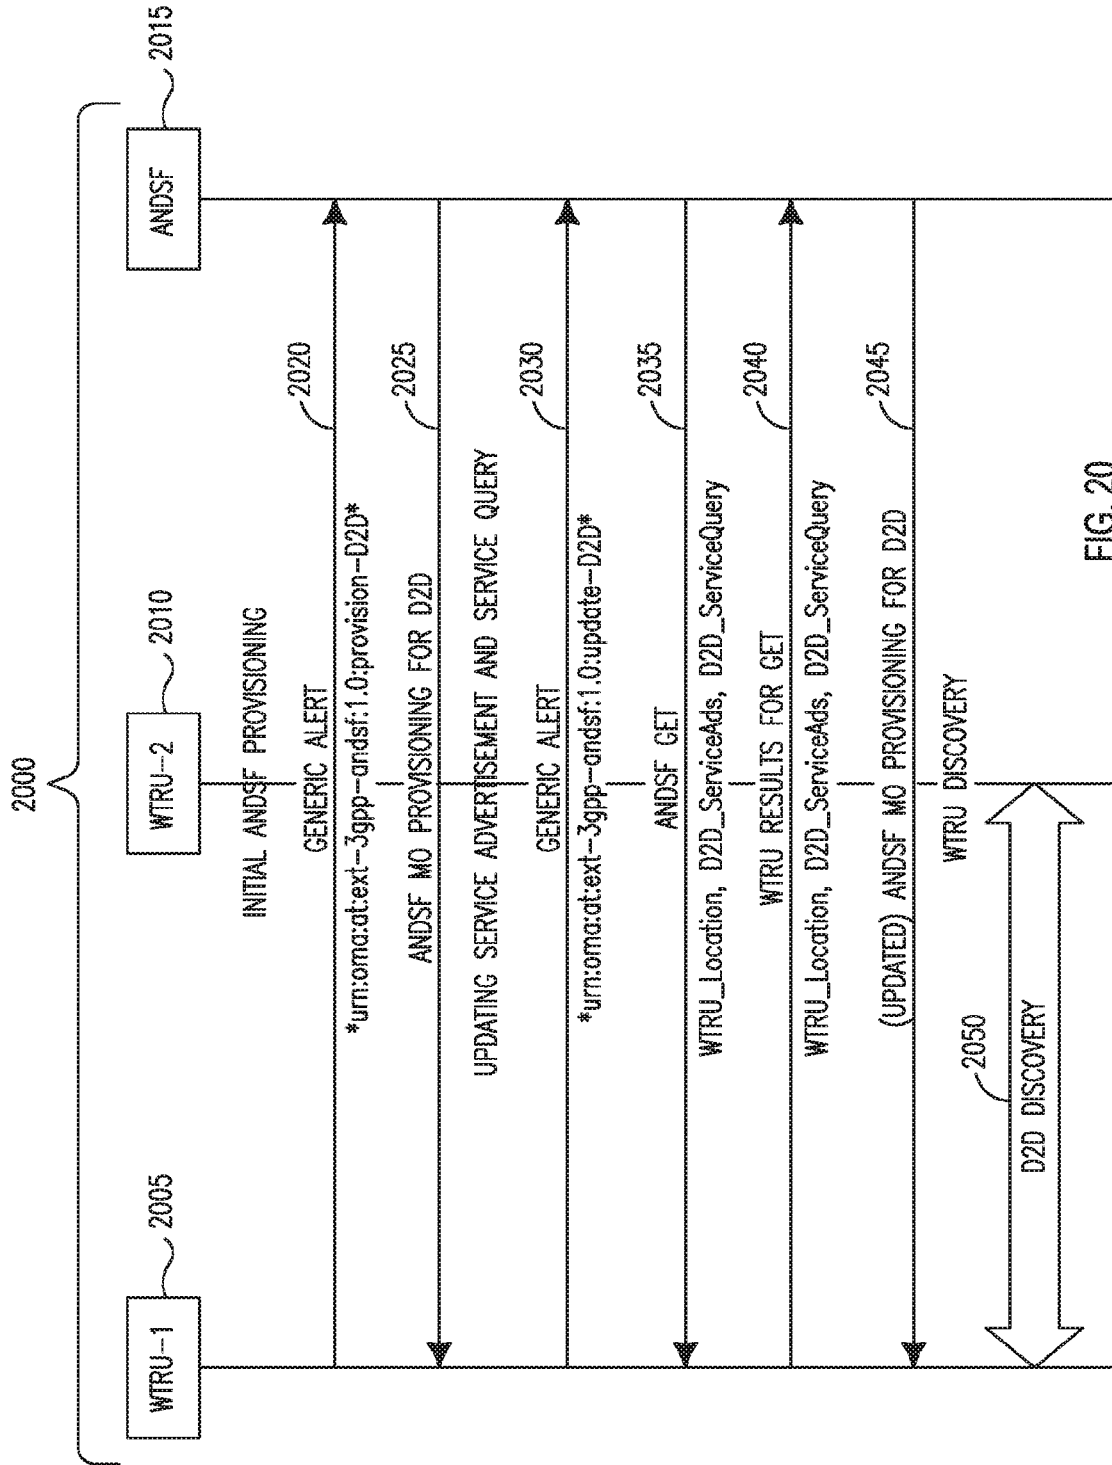 2000
WTRU-1
2005
WTRU-2
2010
ANDSF
2015
INITIAL ANDSF PROVISIONING
GENERIC ALERT
2020
*urn:oma:at:ext-3gpp-andsf:1.0:provision-D2D*
ANDSF MO PROVISIONING FOR D2D
2025
UPDATING SERVICE ADVERTISEMENT AND SERVICE QUERY
GENERIC ALERT
2030
*urn:oma:at:ext-3gpp-andsf:1.0:update-D2D*
ANDSF GET
2035
WTRU_Location, D2D_ServiceAds, D2D_ServiceQuery
WTRU RESULTS FOR GET
2040
WTRU_Location, D2D_ServiceAds, D2D_ServiceQuery
(UPDATED) ANDSF MO PROVISIONING FOR D2D
2045
WTRU DISCOVERY
2050
D2D DISCOVERY
FIG. 20